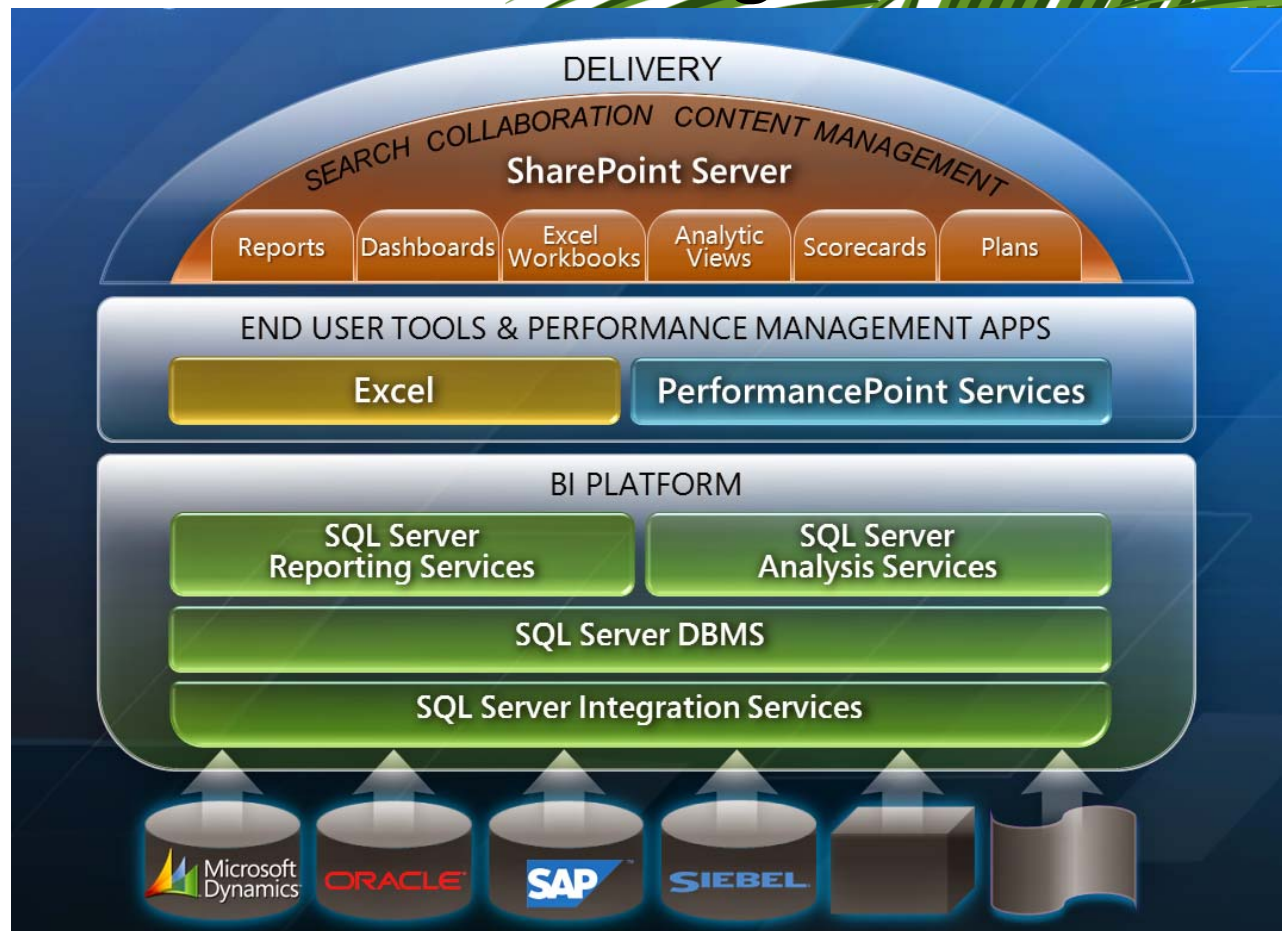 DELIVERY
SEARCH COLLABORATION CONTENT MANAGEMENT
SharePoint Server
Reports
Dashboards
Excel
Workbooks
Analytic
Views
Scorecards
Plans
END USER TOOLS & PERFORMANCE MANAGEMENT APPS
Excel
PerformancePoint Services
BI PLATFORM
SQL Server
Reporting Services
SQL Server
Analysis Services
SQL Server DBMS
SQL Server Integration Services
Microsoft
Dynamics
ORACLE
SAP
SIEBEL